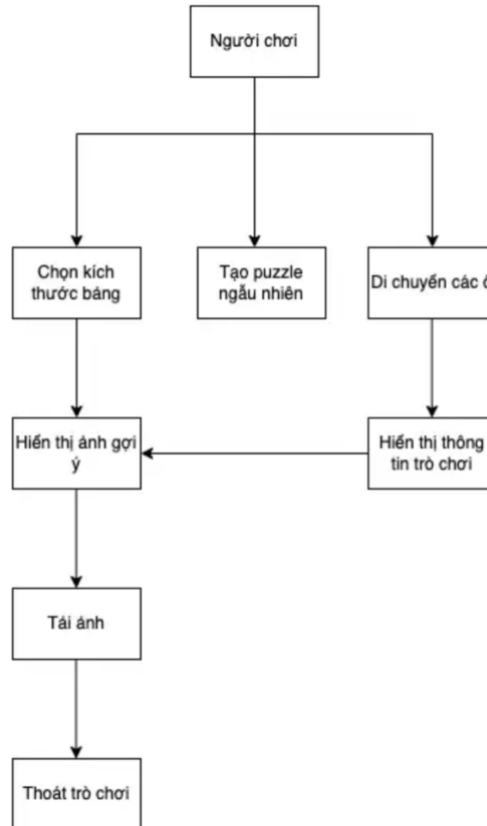 Người chơi
Chọn kích
thước bảng
Tạo puzzle
ngẫu nhiên
Di chuyển các
Hiển thị ảnh gợi
ý
Hiển thị thông
tin trò chơi
Tải ảnh
Thoát trò chơi